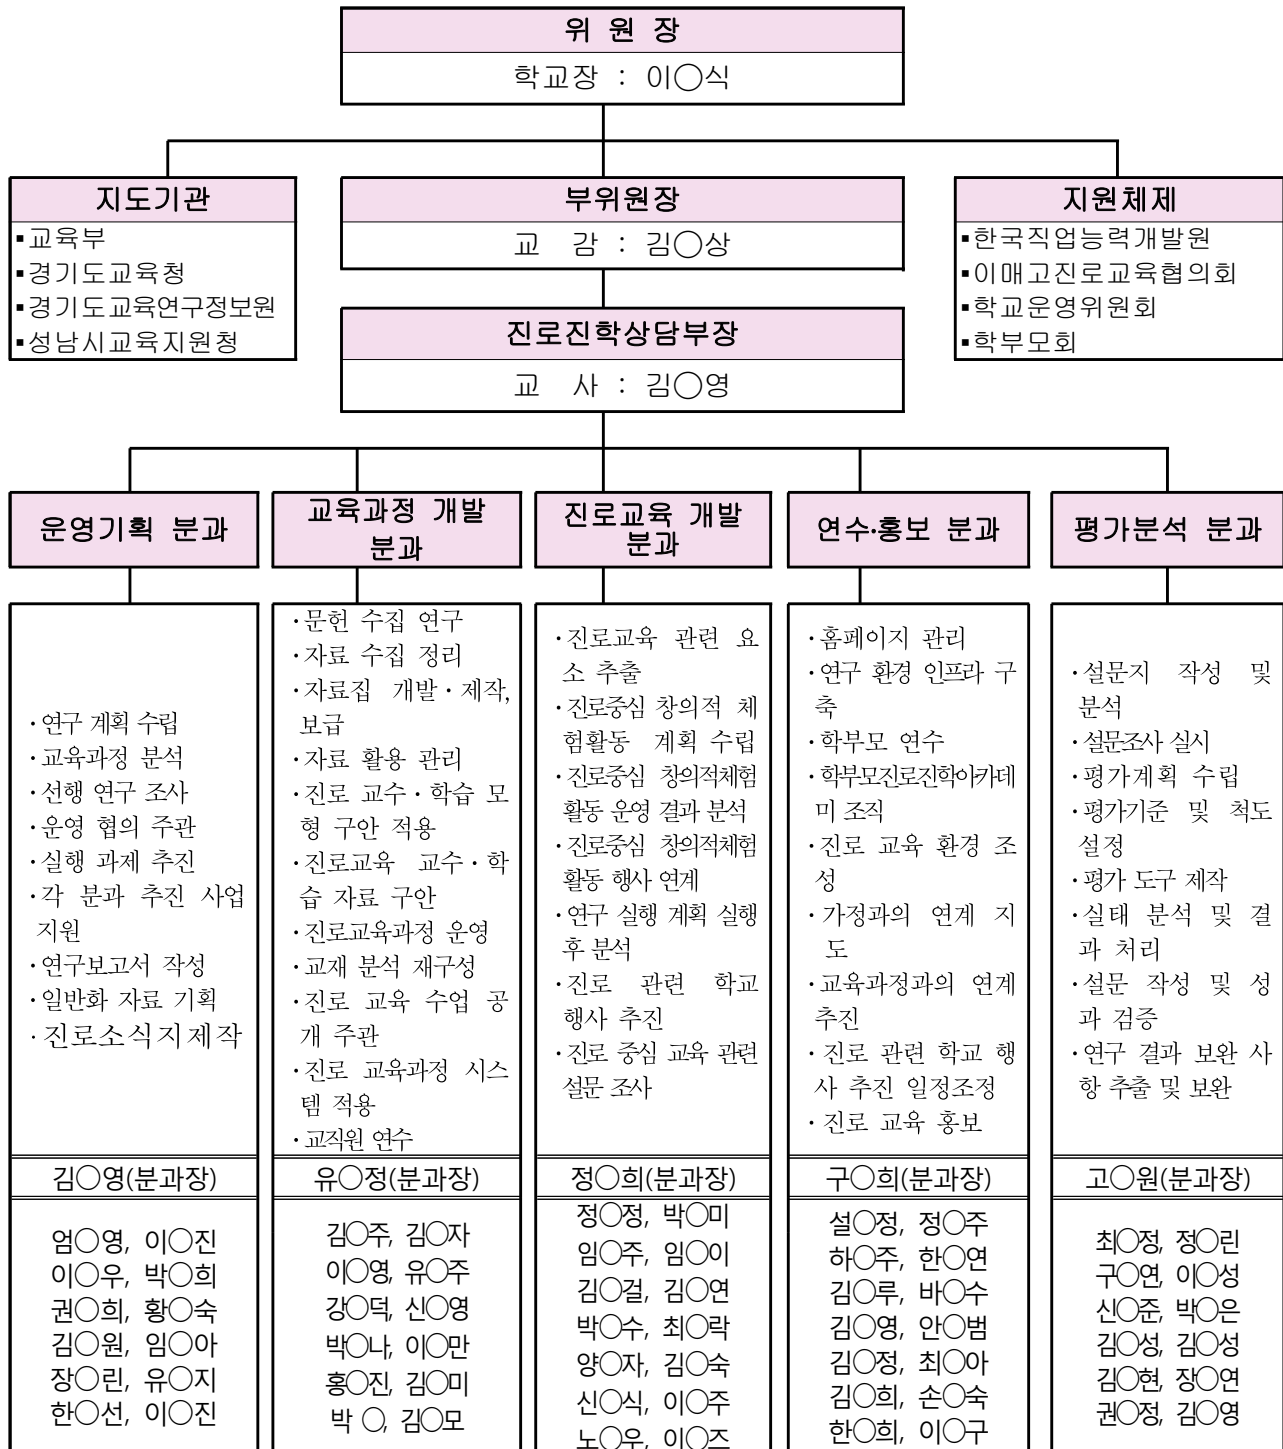 위 원 장
학교장 : 이○식
지도기관
▪교육부
▪경기도교육청
▪경기도교육연구정보원
▪성남시교육지원청
부위원장
교 감 : 김○상
지원체제
▪한국직업능력개발원
▪이매고진로교육협의회
▪학교운영위원회
▪학부모회
진로진학상담부장
교 사 : 김○영
운영기획 분과
·연구 계획 수립
·교육과정 분석
·선행 연구 조사
·운영 협의 주관
·실행 과제 추진
·각 분과 추진 사업
지원
·연구보고서 작성
·일반화 자료 기획
·진로소식지제작
김○영(분과장)
엄○영, 이○진
이○우, 박○희
권○희, 황○숙
김○원, 임○아
장○린, 유○지
한○선, 이○진
교육과정 개발
분과
·문헌 수집 연구
·자료 수집 정리
·자료집 개발·제작,
보급
·자료 활용 관리
·진로 교수·학습 모
형 구안 적용
·진로교육 교수·학
습 자료 구안
·진로교육과정 운영
·교재 분석 재구성
·진로 교육 수업 공
개 주관
·진로 교육과정 시스
템 적용
·교직원 연수
유○정(분과장)
김○주, 김○자
이○영, 유○주
강○덕, 신○영
박○나, 이○만
홍○진, 김○미
박 ○, 김○모
진로교육 개발
분과
·진로교육 관련 요
소 추출
·진로중심 창의적 체
험활동 계획 수립
·진로중심 창의적체험
활동 운영 결과 분석
·진로중심 창의적체험
활동 행사 연계
·연구 실행 계획 실행
후 분석
·진로 관련 학교
행사 추진
·진로 중심 교육 관련
설문 조사
정○희(분과장)
정○정, 박○미
임○주, 임○이
김○걸, 김○연
박○수, 최○락
양○자, 김○숙
신○식, 이○주
노○우, 이○즈
연수·홍보 분과
·홈페이지 관리
·연구 환경 인프라 구
축
·학부모 연수
·학부모진로진학아카데
미 조직
·진로 교육 환경 조
성
·가정과의 연계 지
도
·교육과정과의 연계
추진
·진로 관련 학교 행
사 추진 일정조정
·진로 교육 홍보
구○희(분과장)
설○정, 정○주
하○주, 한○연
김○루, 바○수
김○영, 안○범
김○정, 최○아
김○희, 손○숙
한○희, 이○구
평가분석 분과
·설문지 작성 및
분석
·설문조사 실시
·평가계획 수립
·평가기준 및 척도
설정
·평가 도구 제작
·실태 분석 및 결
과 처리
·설문 작성 및 성
과 검증
·연구 결과 보완 사
항 추출 및 보완
고○원(분과장)
최○정, 정○린
구○연, 이○성
신○준, 박○은
김○성, 김○성
김○현, 장○연
권○정, 김○영